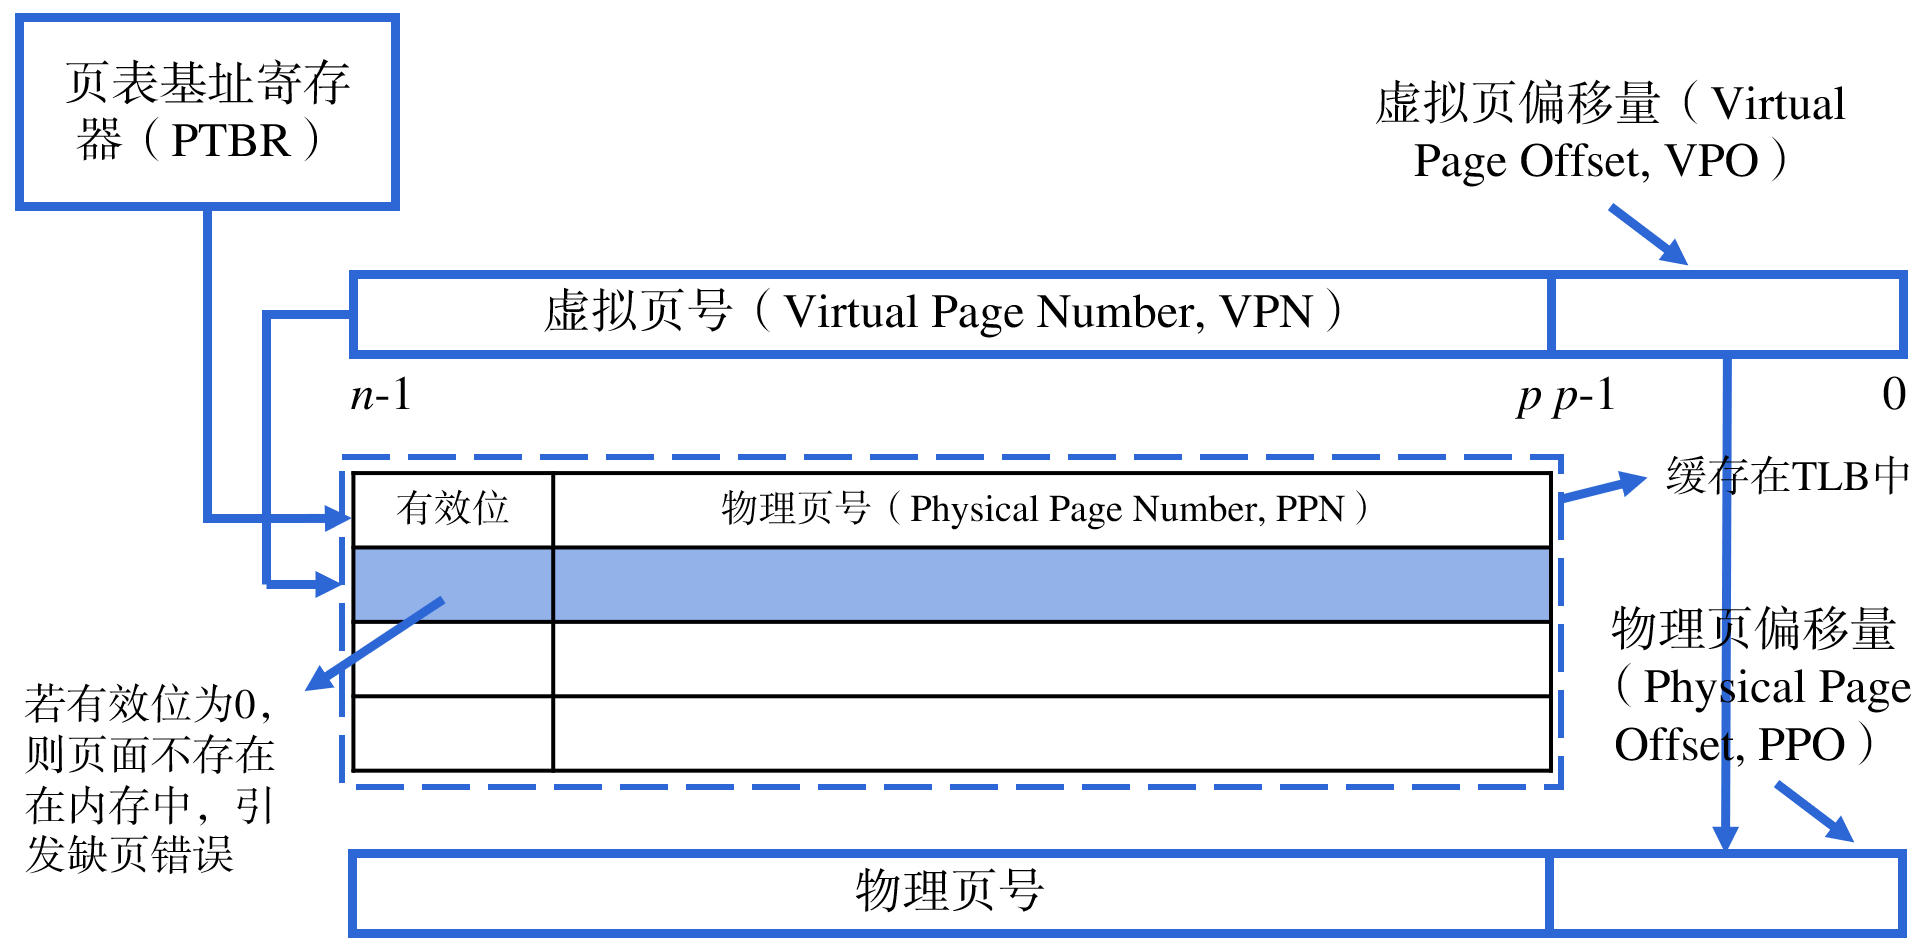 页表基址寄存
器（PTBR）
虚拟页偏移量（Virtual
Page Offset, VPO）
虚拟页号（Virtual Page Number, VPN）
n-1
p p-1
0
有效位
物理页号（Physical Page Number, PPN）
缓存在TLB中
物理页偏移量
（Physical Page
Offset, PPO）
若有效位为0，
则页面不存在
在内存中，引
发缺页错误
物理页号